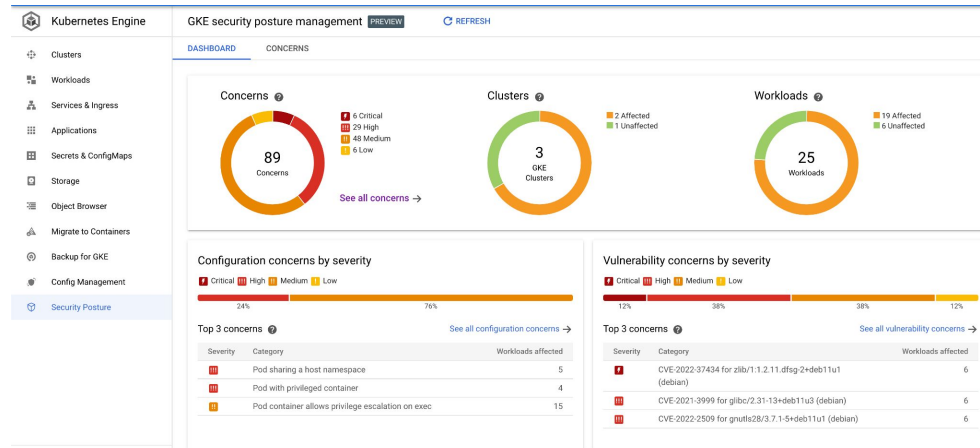 Kubernetes Engine
GKE security posture management PREVIEW REFRESH
DASHBOARD CONCERNS
Clusters
Workloads
Services & Ingress
Applications
Secrets & ConfigMaps
Storage
Object Browser
Migrate to Containers
Backup for GKE
Config Management
Security Posture
Concerns
89
Concerns
6 Critical
29 High
48 Medium
6 Low
See all concerns →
Clusters
3
GKE
Clusters
2 Affected
1 Unaffected
Workloads
25
Workloads
19 Affected
6 Unaffected
Configuration concerns by severity
Critical High Medium Low
24% 76%
Top 3 concerns See all configuration concerns →
Severity Category Workloads affected
Pod sharing a host namespace 5
Pod with privileged container 4
Pod container allows privilege escalation on exec 15
Vulnerability concerns by severity
Critical High Medium Low
12% 38% 38% 12%
Top 3 concerns See all vulnerability concerns →
Severity Category Workloads affected
CVE-2022-37434 for zlib/1:1.2.11.dfsg-2+deb11u1 6
(debian)
CVE-2021-3999 for glibc/2.31-13+deb11u3 (debian) 6
CVE-2022-2509 for gnutls28/3.7.1-5+deb11u1 (debian) 6